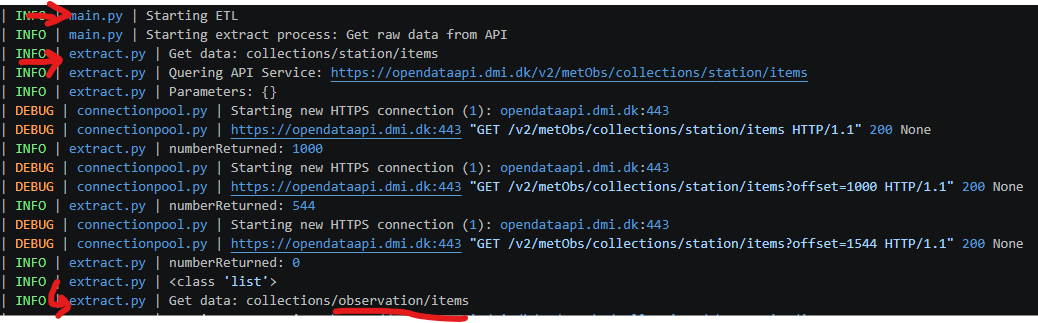 | INFO | main.py | Starting ETL
| INFO | main.py | Starting extract process: Get raw data from API
| INFO | extract.py | Get data: collections/station/items
| INFO | extract.py | Quering API Service: https://opendataapi.dmi.dk/v2/metObs/collections/station/items
| INFO | extract.py | Parameters: {}
| DEBUG | connectionpool.py | Starting new HTTPS connection (1): opendataapi.dmi.dk:443
| DEBUG | connectionpool.py | https://opendataapi.dmi.dk:443 "GET /v2/metObs/collections/station/items HTTP/1.1" 200 None
| INFO | extract.py | numberReturned: 1000
| DEBUG | connectionpool.py | Starting new HTTPS connection (1): opendataapi.dmi.dk:443
| DEBUG | connectionpool.py | https://opendataapi.dmi.dk:443 "GET /v2/metObs/collections/station/items?offset=1000 HTTP/1.1" 200 None
| INFO | extract.py | numberReturned: 544
| DEBUG | connectionpool.py | Starting new HTTPS connection (1): opendataapi.dmi.dk:443
| DEBUG | connectionpool.py | https://opendataapi.dmi.dk:443 "GET /v2/metObs/collections/station/items?offset=1544 HTTP/1.1" 200 None
| INFO | extract.py | numberReturned: 0
| INFO | extract.py | <class 'list'>
| INFO | extract.py | Get data: collections/observation/items